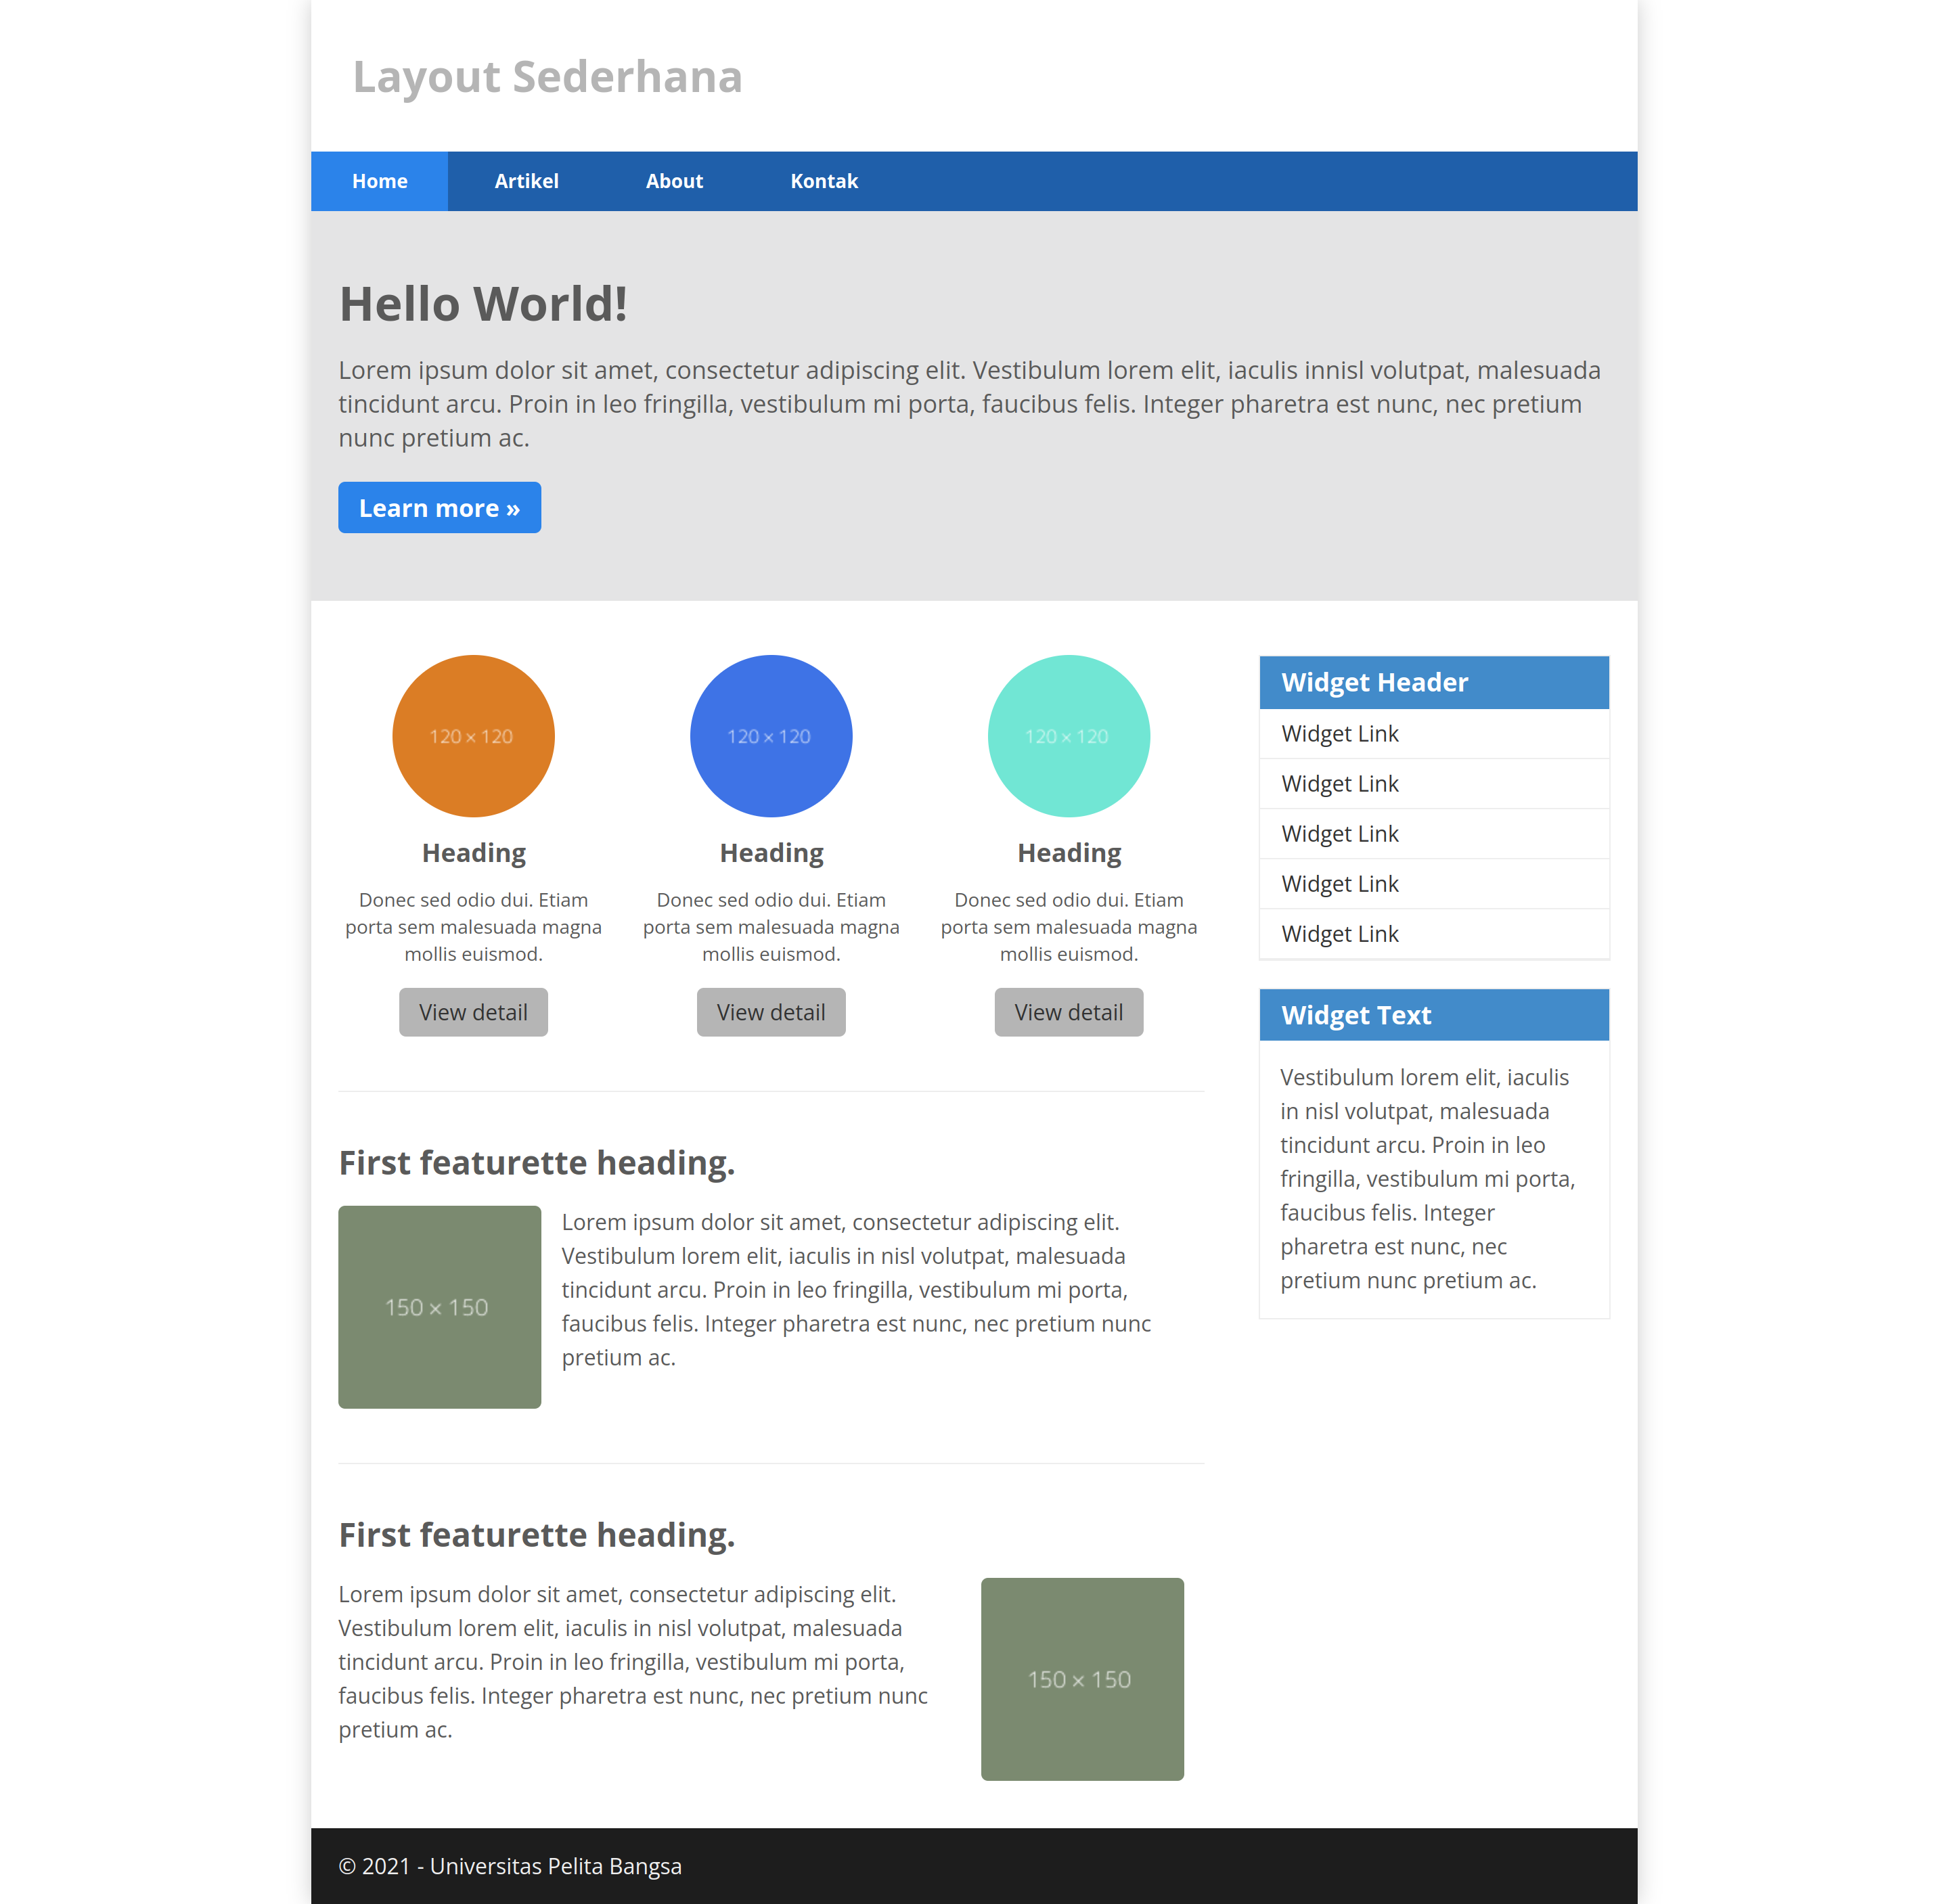 Layout Sederhana
Home Artikel About Kontak
Hello World!
Lorem ipsum dolor sit amet, consectetur adipiscing elit. Vestibulum lorem elit, iaculis innisl volutpat, malesuada
tincidunt arcu. Proin in leo fringilla, vestibulum mi porta, faucibus felis. Integer pharetra est nunc, nec pretium
nunc pretium ac.
Learn more »
120 × 120
Heading
Donec sed odio dui. Etiam
porta sem malesuada magna
mollis euismod.
View detail
120 × 120
Heading
Donec sed odio dui. Etiam
porta sem malesuada magna
mollis euismod.
View detail
120 × 120
Heading
Donec sed odio dui. Etiam
porta sem malesuada magna
mollis euismod.
View detail
First featurette heading.
150 × 150
Lorem ipsum dolor sit amet, consectetur adipiscing elit.
Vestibulum lorem elit, iaculis in nisl volutpat, malesuada
tincidunt arcu. Proin in leo fringilla, vestibulum mi porta,
faucibus felis. Integer pharetra est nunc, nec pretium nunc
pretium ac.
First featurette heading.
Lorem ipsum dolor sit amet, consectetur adipiscing elit.
Vestibulum lorem elit, iaculis in nisl volutpat, malesuada
tincidunt arcu. Proin in leo fringilla, vestibulum mi porta,
faucibus felis. Integer pharetra est nunc, nec pretium nunc
pretium ac.
150 × 150
Widget Header
Widget Link
Widget Link
Widget Link
Widget Link
Widget Link
Widget Text
Vestibulum lorem elit, iaculis
in nisl volutpat, malesuada
tincidunt arcu. Proin in leo
fringilla, vestibulum mi porta,
faucibus felis. Integer
pharetra est nunc, nec
pretium nunc pretium ac.
© 2021 - Universitas Pelita Bangsa